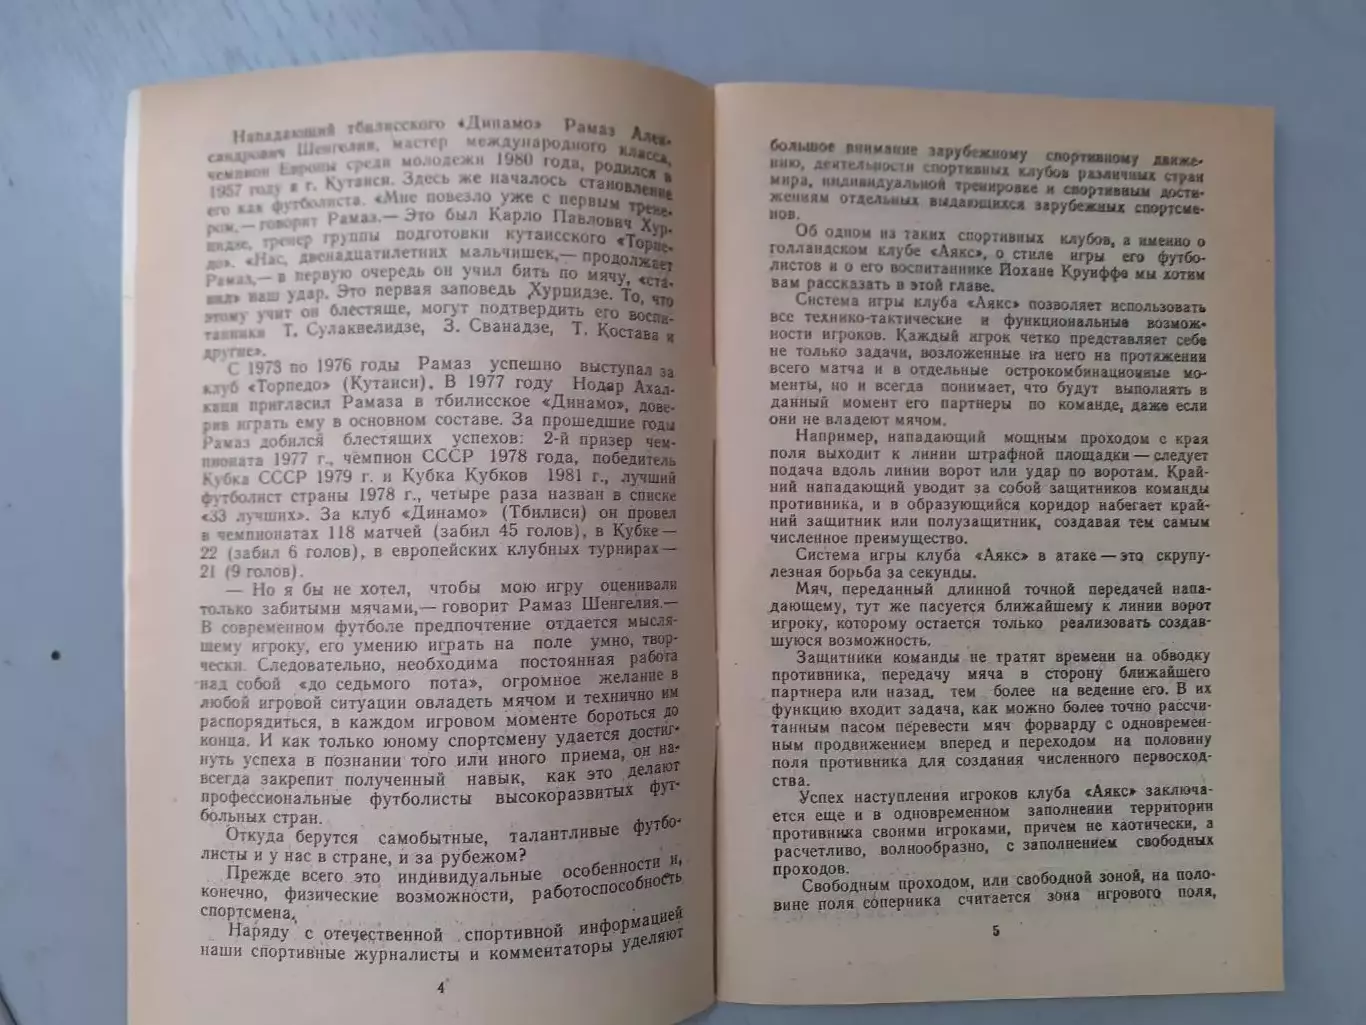 Нападающий тбилисского «Динамо» Рамаз Алек-
сандрович Шенгелия, мастер международного класса,
чемпион Европы среди молодежи 1980 года, родился в
1957 году в г. Кутаиси. Здесь же началось становление
его как футболиста. «Мне повезло уже с первым трене-
ром,— говорит Рамаз.— Это был Карло Павлович Хур-
цидзе, тренер группы подготовки кутаисского «Торпе-
до». «Нас, двенадцатилетних мальчишек,— продолжает
Рамаз,— в первую очередь он учил бить по мячу, «ста-
вил» наш удар. Это первая заповедь Хурцидзе. То, что
этому учит он блестяще, могут подтвердить его воспи-
танники Т. Сулаквелидзе, З. Сванадзе, Т. Костава и
другие».
С 1973 по 1976 годы Рамаз успешно выступал за
клуб «Торпедо» (Кутаиси). В 1977 году Нодар Ахал-
каци пригласил Рамаза в тбилисское «Динамо», дове-
рив играть ему в основном составе. За прошедшие годы
Рамаз добился блестящих успехов: 2-й призер чем-
пионата 1977 г., чемпион СССР 1978 года, победитель
Кубка СССР 1979 г. и Кубка Кубков 1981 г., лучший
футболист страны 1978 г., четыре раза назван в списке
«33 лучших». За клуб «Динамо» (Тбилиси) он провел
в чемпионатах 118 матчей (забил 45 голов), в Кубке —
22 (забил 6 голов), в европейских клубных турнирах —
21 (9 голов).
— Но я бы не хотел, чтобы мою игру оценивали
только забитыми мячами,— говорит Рамаз Шенгелия.—
В современном футболе предпочтение отдается мысля-
щему игроку, его умению играть на поле умно, твор-
чески. Следовательно, необходима постоянная работа
над собой «до седьмого пота», огромное желание в
любой игровой ситуации овладеть мячом и технично им
распорядиться, в каждом игровом моменте бороться до
конца. И как только юному спортсмену удается достиг-
нуть успеха в познании того или иного приема, он на-
всегда закрепит полученный навык, как это делают
профессиональные футболисты высокоразвитых фут-
больных стран.
Откуда берутся самобытные, талантливые футбо-
листы и у нас в стране, и за рубежом?
Прежде всего это индивидуальные особенности и,
конечно, физические возможности, работоспособность
спортсмена.
Наряду с отечественной спортивной информацией
наши спортивные журналисты и комментаторы уделяют
4
большое внимание зарубежному спортивному движе-
нию, деятельности спортивных клубов различных стран
мира, индивидуальной тренировке и спортивным дости-
жениям отдельных выдающихся зарубежных спортсме-
нов.
Об одном из таких спортивных клубов, а именно о
голландском клубе «Аякс», о стиле игры его футбо-
листов и о его воспитаннике Йохане Круиффе мы хотим
вам рассказать в этой главе.
Система игры клуба «Аякс» позволяет использовать
все технико-тактические и функциональные возмож-
ности игроков. Каждый игрок четко представляет себе
не только задачи, возложенные на него на протяжении
всего матча и в отдельные острокомбинационные мо-
менты, но и всегда понимает, что будут выполнять в
данный момент его партнеры по команде, даже если
они не владеют мячом.
Например, нападающий мощным проходом с края
поля выходит к линии штрафной площадки — следует
подача вдоль линии ворот или удар по воротам. Край-
ний нападающий уводит за собой защитников команды
противника, и в образующийся коридор набегает край-
ний защитник или полузащитник, создавая тем самым
численное преимущество.
Система игры клуба «Аякс» в атаке — это скрупу-
лезная борьба за секунды.
Мяч, переданный длинной точной передачей напа-
дающему, тут же пасуется ближайшему к линии ворот
игроку, которому остается только реализовать создав-
шуюся возможность.
Защитники команды не тратят времени на обводку
противника, передачу мяча в сторону ближайшего
партнера или назад, тем более на ведение его. В их
функцию входит задача, как можно более точно рассчи-
танным пасом перевести мяч форварду с одновремен-
ным продвижением вперед и переходом на половину
поля противника для создания численного первосход-
ства.
Успех наступления игроков клуба «Аякс» заключа-
ется еще и в одновременном заполнении территории
противника своими игроками, причем не хаотически, а
расчетливо, волнообразно, с заполнением свободных
проходов.
Свободным проходом, или свободной зоной, на поло-
вине поля соперника считается зона игрового поля,
5